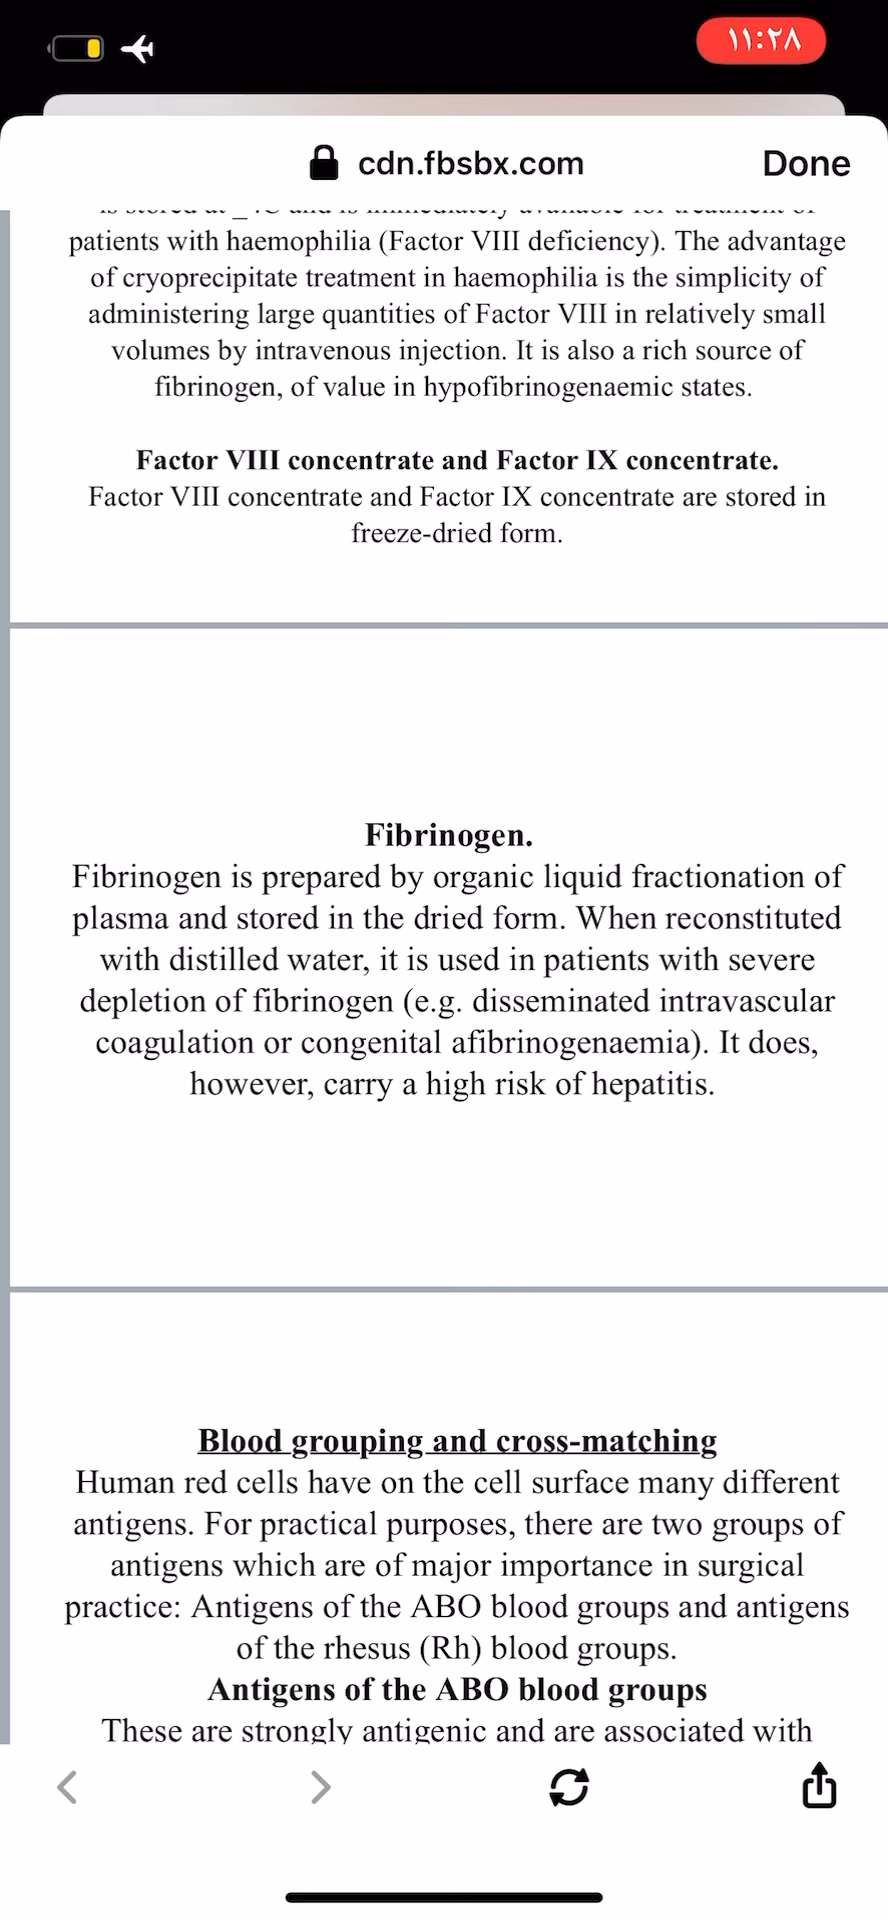 ١١:٢٨
cdn.fbsbx.com
Done
patients with haemophilia (Factor VIII deficiency). The advantage
of cryoprecipitate treatment in haemophilia is the simplicity of
administering large quantities of Factor VIII in relatively small
volumes by intravenous injection. It is also a rich source of
fibrinogen, of value in hypofibrinogenaemic states.
Factor VIII concentrate and Factor IX concentrate.
Factor VIII concentrate and Factor IX concentrate are stored in
freeze-dried form.
Fibrinogen.
Fibrinogen is prepared by organic liquid fractionation of
plasma and stored in the dried form. When reconstituted
with distilled water, it is used in patients with severe
depletion of fibrinogen (e.g. disseminated intravascular
coagulation or congenital afibrinogenaemia). It does,
however, carry a high risk of hepatitis.
Blood grouping and cross-matching
Human red cells have on the cell surface many different
antigens. For practical purposes, there are two groups of
antigens which are of major importance in surgical
practice: Antigens of the ABO blood groups and antigens
of the rhesus (Rh) blood groups.
Antigens of the ABO blood groups
These are strongly antigenic and are associated with